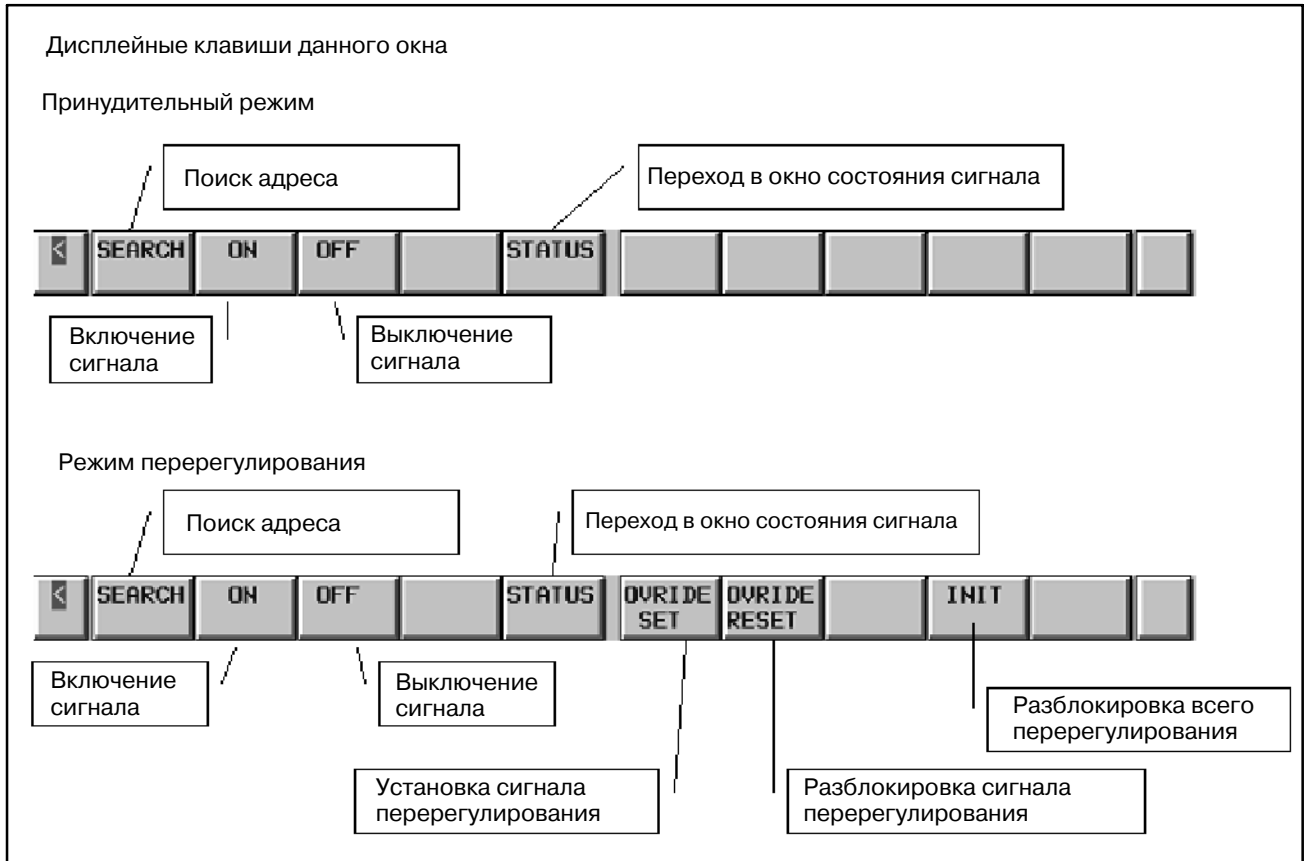 Дисплейные клавиши данного окна
Принудительный режим
Поиск адреса
Переход в окно состояния сигнала
< SEARCH ON OFF STATUS
Включение
сигнала
Выключение
сигнала
Режим перерегулирования
Поиск адреса
Переход в окно состояния сигнала
< SEARCH ON OFF STATUS OVRIDE SET OVRIDE RESET INIT
Включение
сигнала
Выключение
сигнала
Разблокировка всего
перерегулирования
Установка сигнала
перерегулирования
Разблокировка сигнала
перерегулирования